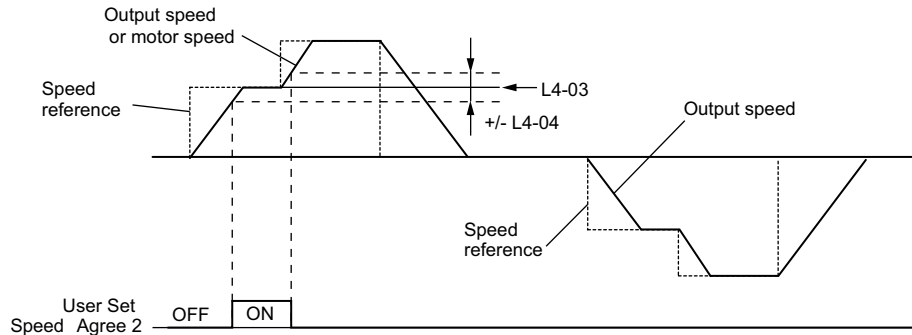 Output speed
or motor speed
Speed
reference
L4-03
+/- L4-04
Output speed
Speed
reference
User Set
Speed Agree 2
OFF
ON